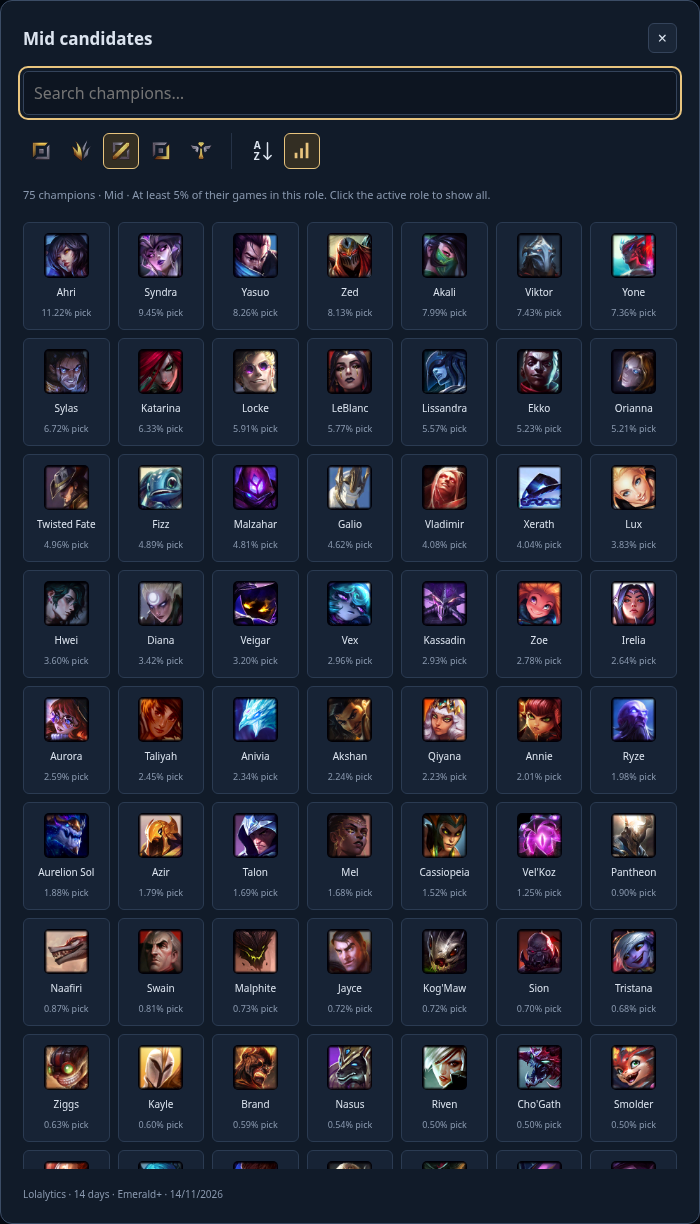 Mid candidates
×
Search champions...
A
Z
75 champions · Mid · At least 5% of their games in this role. Click the active role to show all.
Ahri Syndra Yasuo Zed Akali Viktor Yone
11.22% pick 9.45% pick 8.26% pick 8.13% pick 7.99% pick 7.43% pick 7.36% pick
Sylas Katarina Locke LeBlanc Lissandra Ekko Orianna
6.72% pick 6.33% pick 5.91% pick 5.77% pick 5.57% pick 5.23% pick 5.21% pick
Twisted Fate Fizz Malzahar Galio Vladimir Xerath Lux
4.96% pick 4.89% pick 4.81% pick 4.62% pick 4.08% pick 4.04% pick 3.83% pick
Hwei Diana Veigar Vex Kassadin Zoe Irelia
3.60% pick 3.42% pick 3.20% pick 2.96% pick 2.93% pick 2.78% pick 2.64% pick
Aurora Taliyah Anivia Akshan Qiyana Annie Ryze
2.59% pick 2.45% pick 2.34% pick 2.24% pick 2.23% pick 2.01% pick 1.98% pick
Aurelion Sol Azir Talon Mel Cassiopeia Vel'Koz Pantheon
1.88% pick 1.79% pick 1.69% pick 1.68% pick 1.52% pick 1.25% pick 0.90% pick
Naafiri Swain Malphite Jayce Kog'Maw Sion Tristana
0.87% pick 0.81% pick 0.73% pick 0.72% pick 0.72% pick 0.70% pick 0.68% pick
Ziggs Kayle Brand Nasus Riven Cho'Gath Smolder
0.63% pick 0.60% pick 0.59% pick 0.54% pick 0.50% pick 0.50% pick 0.50% pick
Lolalytics · 14 days · Emerald+ · 14/11/2026